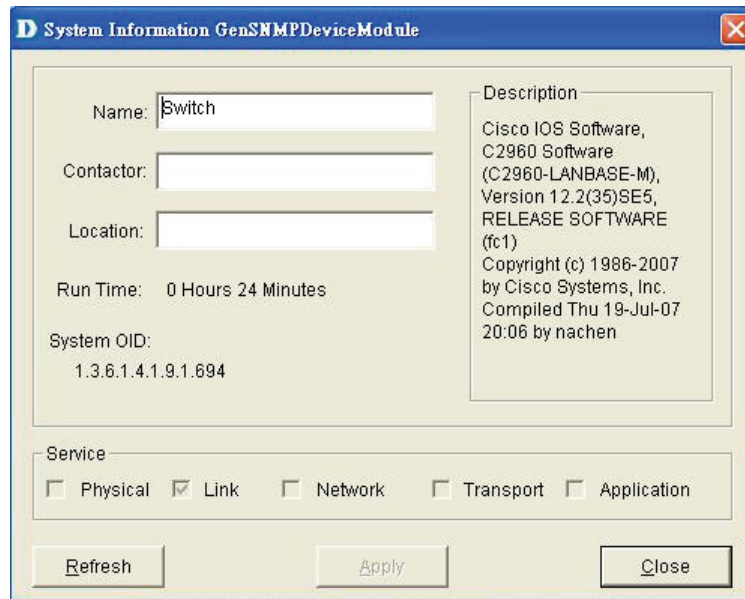 D System Information GenSNMPDeviceModule
Name: Switch
Contactor:
Location:
Run Time: 0 Hours 24 Minutes
System OID:
1.3.6.1.4.1.9.1.694
Description
Cisco IOS Software,
C2960 Software
(C2960-LANBASE-M),
Version 12.2(35)SE5,
RELEASE SOFTWARE
(fc1)
Copyright (c) 1986-2007
by Cisco Systems, Inc.
Compiled Thu 19-Jul-07
20:06 by nachen
Service
Physical Link Network Transport Application
Refresh Apply Close